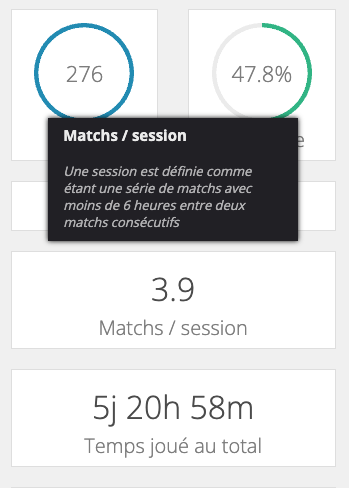 276
47.8%
Matchs / session
Une session est définie comme
étant une série de matchs avec
moins de 6 heures entre deux
matchs consécutifs
3.9
Matchs / session
5j 20h 58m
Temps joué au total